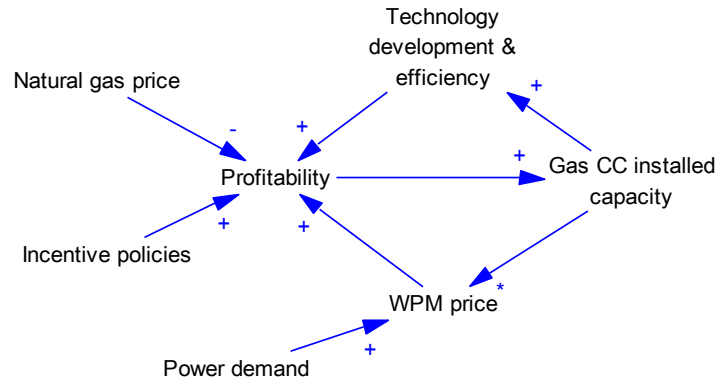 Technology
development &
efficiency
Natural gas price
+
-
+
+
Profitability
Gas CC installed
capacity
+
+
Incentive policies
*
WPM price
+
Power demand